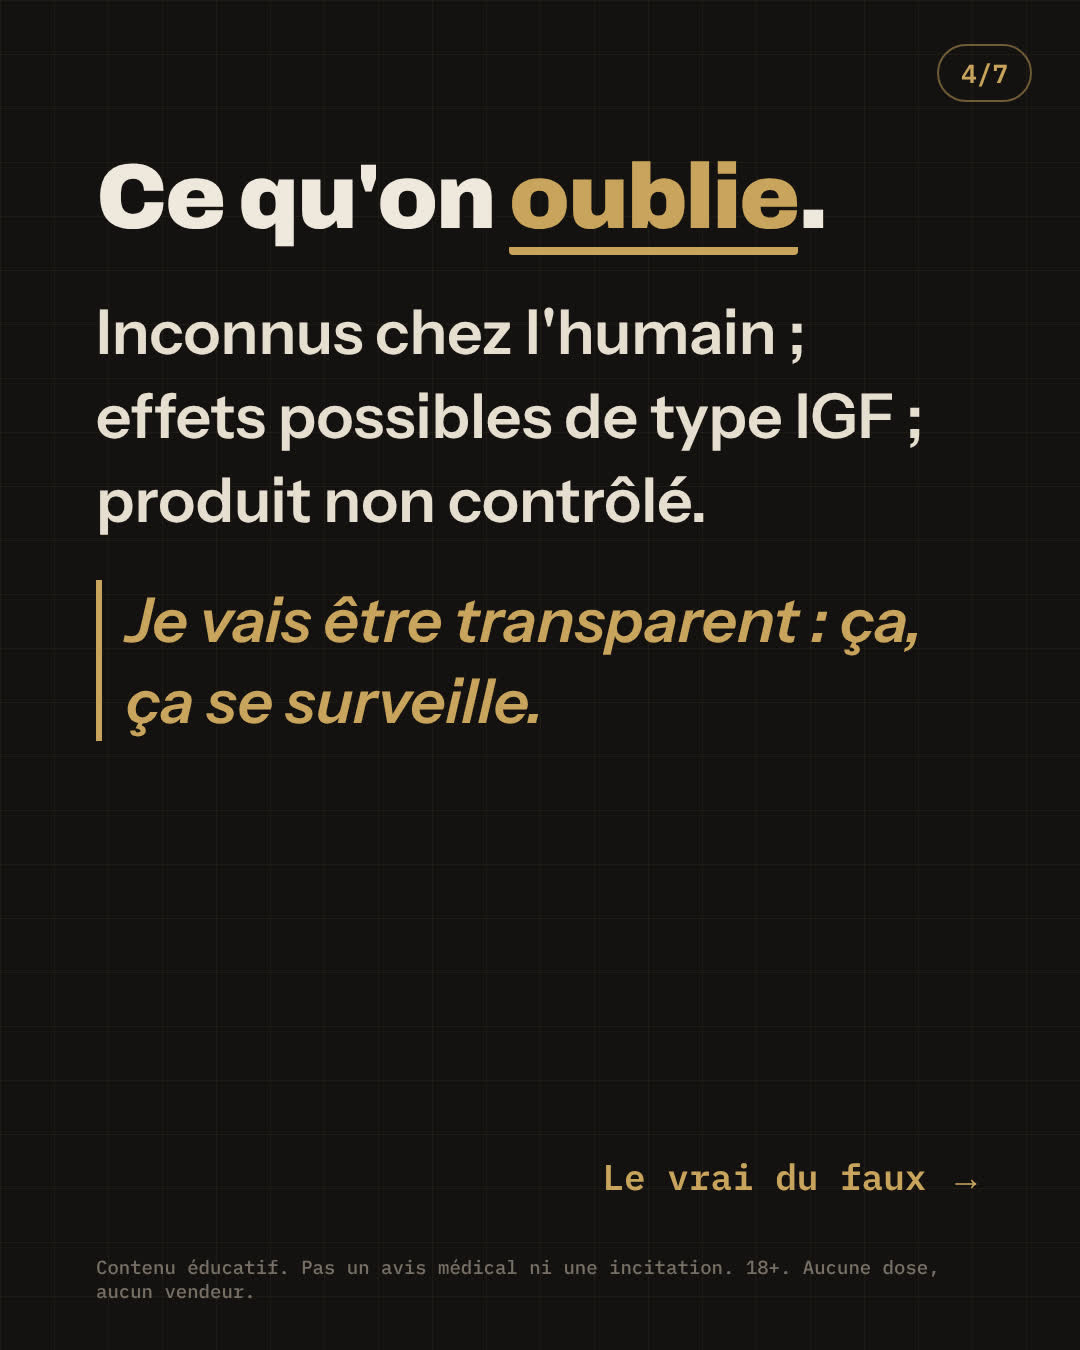 4/7
Ce qu'on oublie.
Inconnus chez l'humain ;
effets possibles de type IGF ;
produit non contrôlé.
Je vais être transparent : ça,
ça se surveille.
Le vrai du faux →
Contenu éducatif. Pas un avis médical ni une incitation. 18+. Aucune dose,
aucun vendeur.